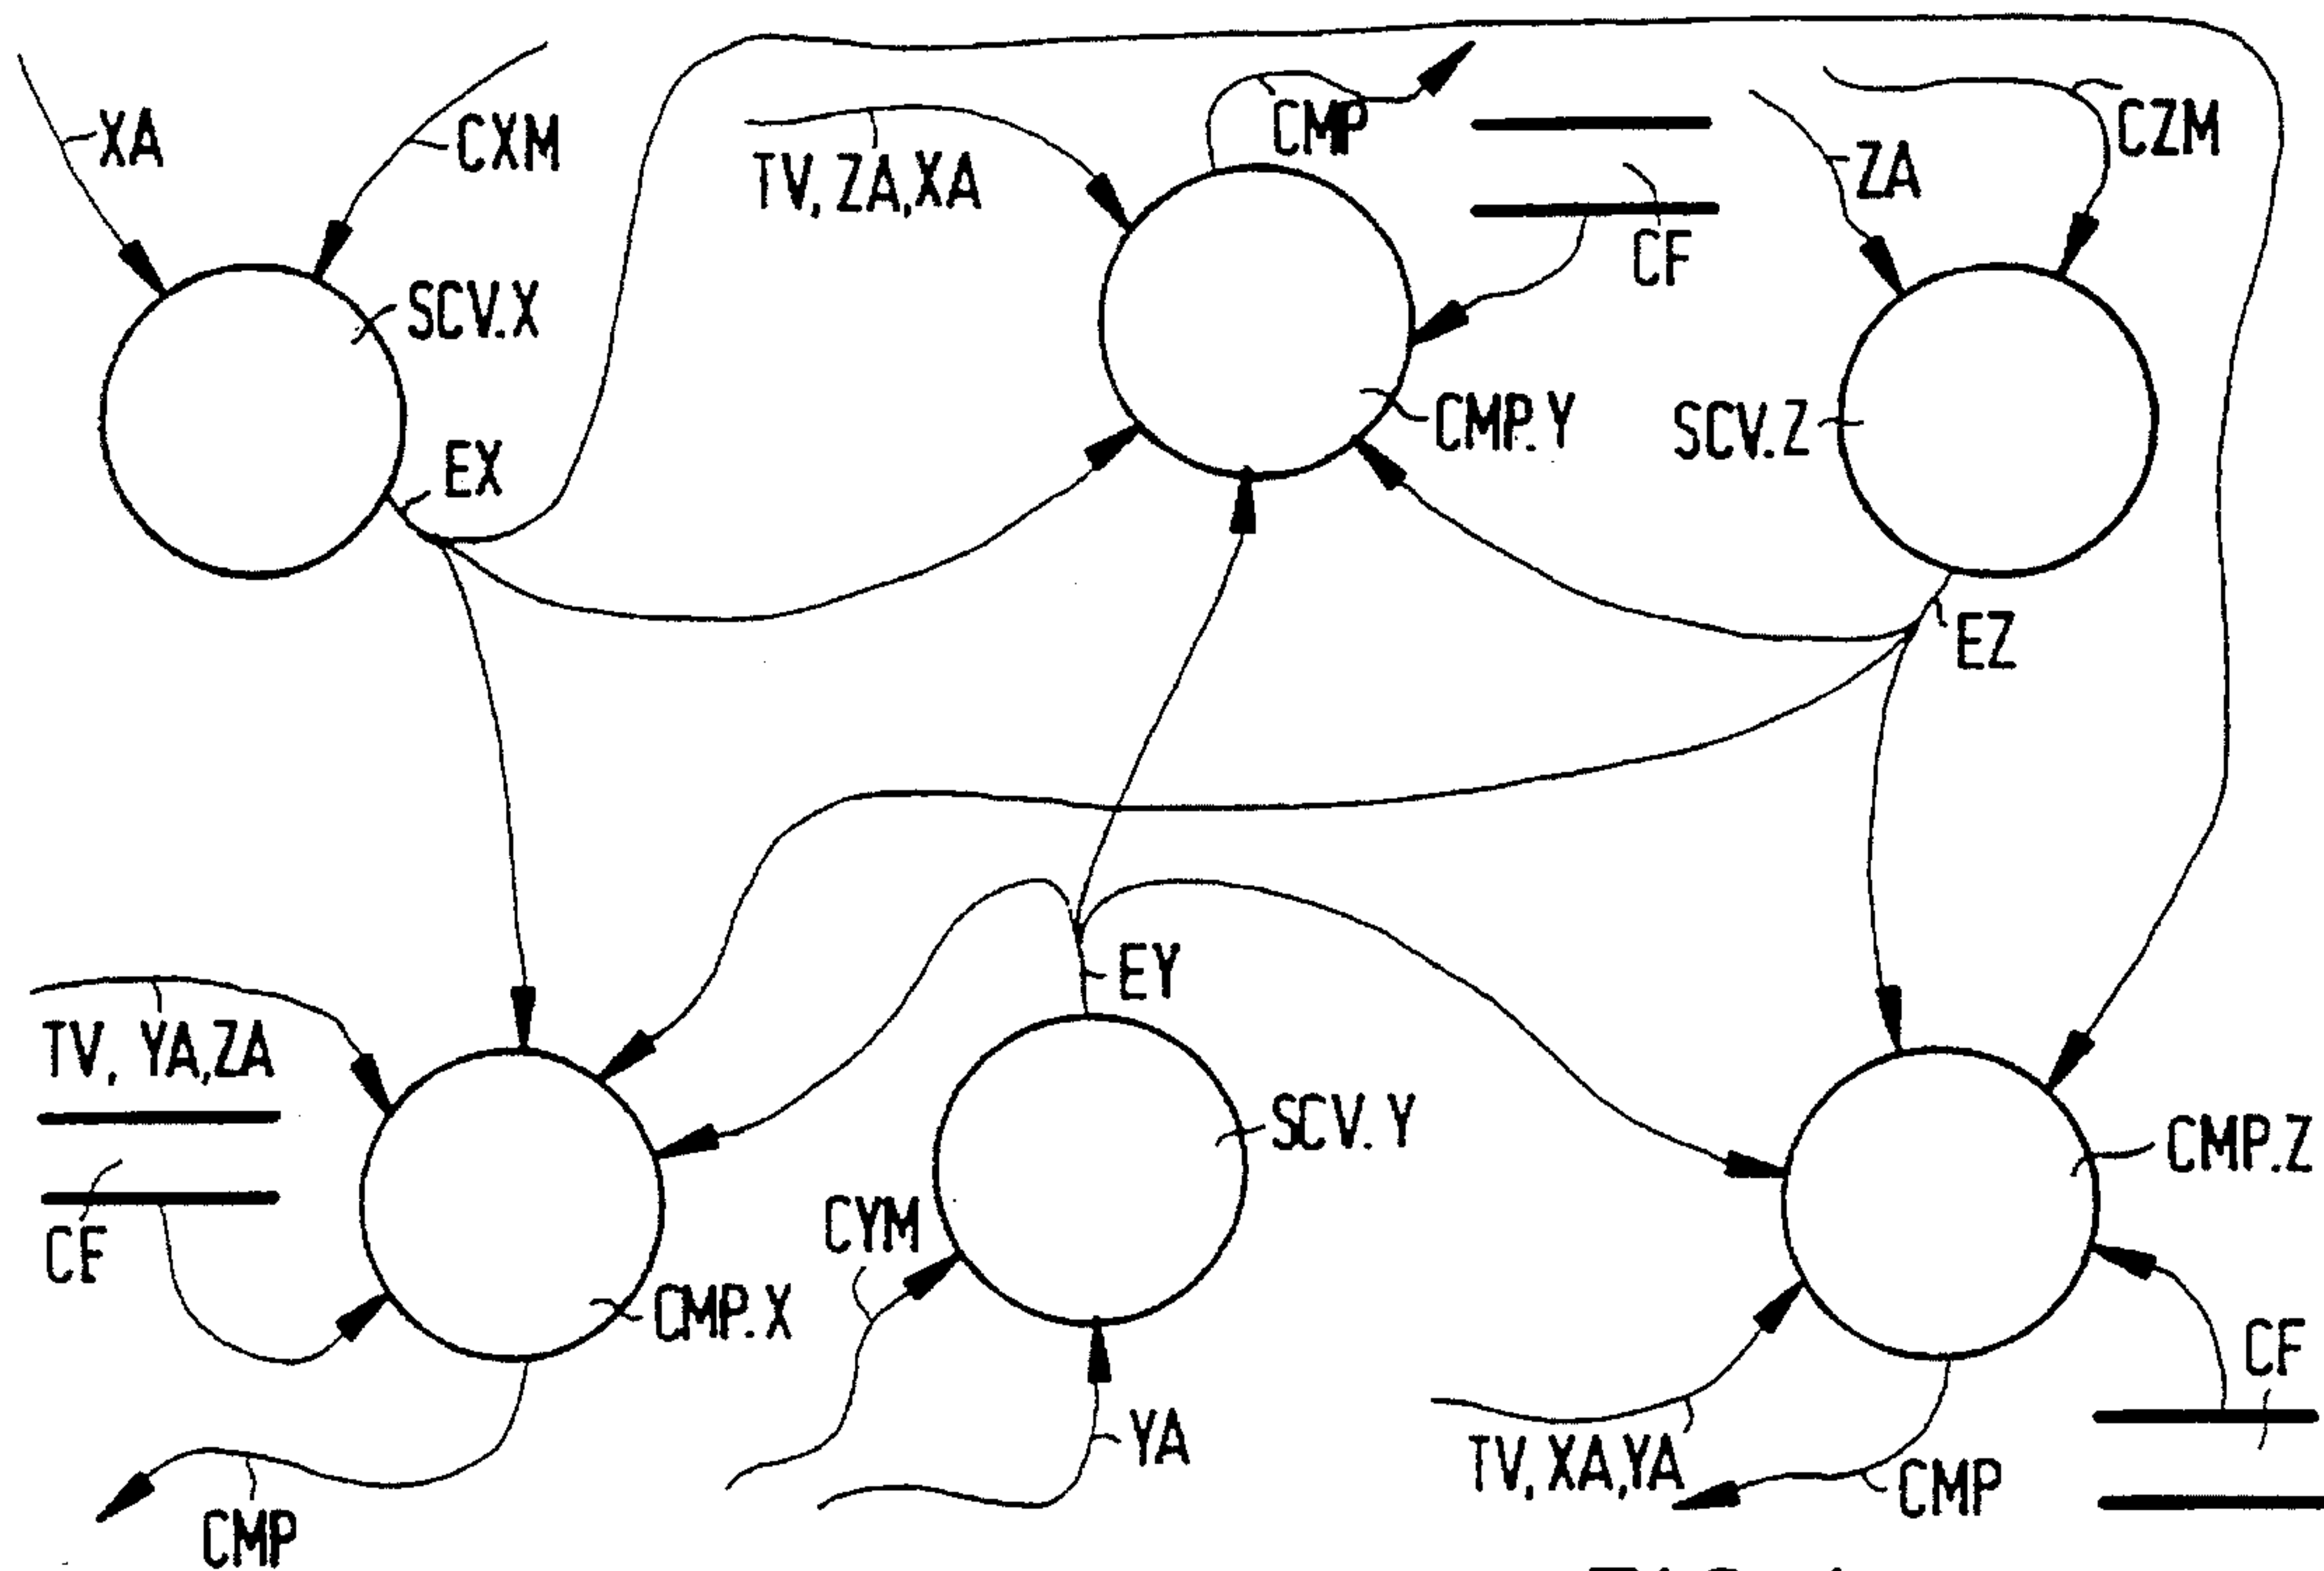 XA
CXM
CMP
CZM
TV, ZA, XA
ZA
CF
SCV.X
CMP.Y
SCV.Z
EX
EZ
EY
TV, YA, ZA
SCV.Y
CMP.Z
CYM
CF
CMP.X
CF
YA
TV, XA, YA
CMP
CMP